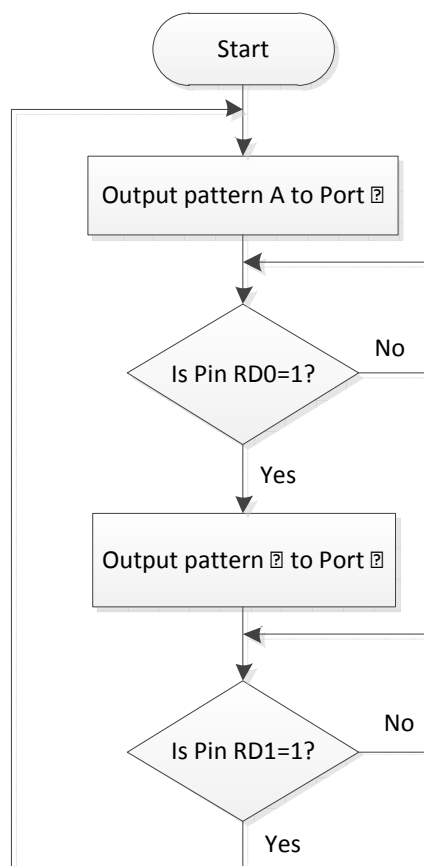 Start
Output pattern A to Port
Is Pin RD0=1?
No
Yes
Output pattern to Port
Is Pin RD1=1?
No
Yes